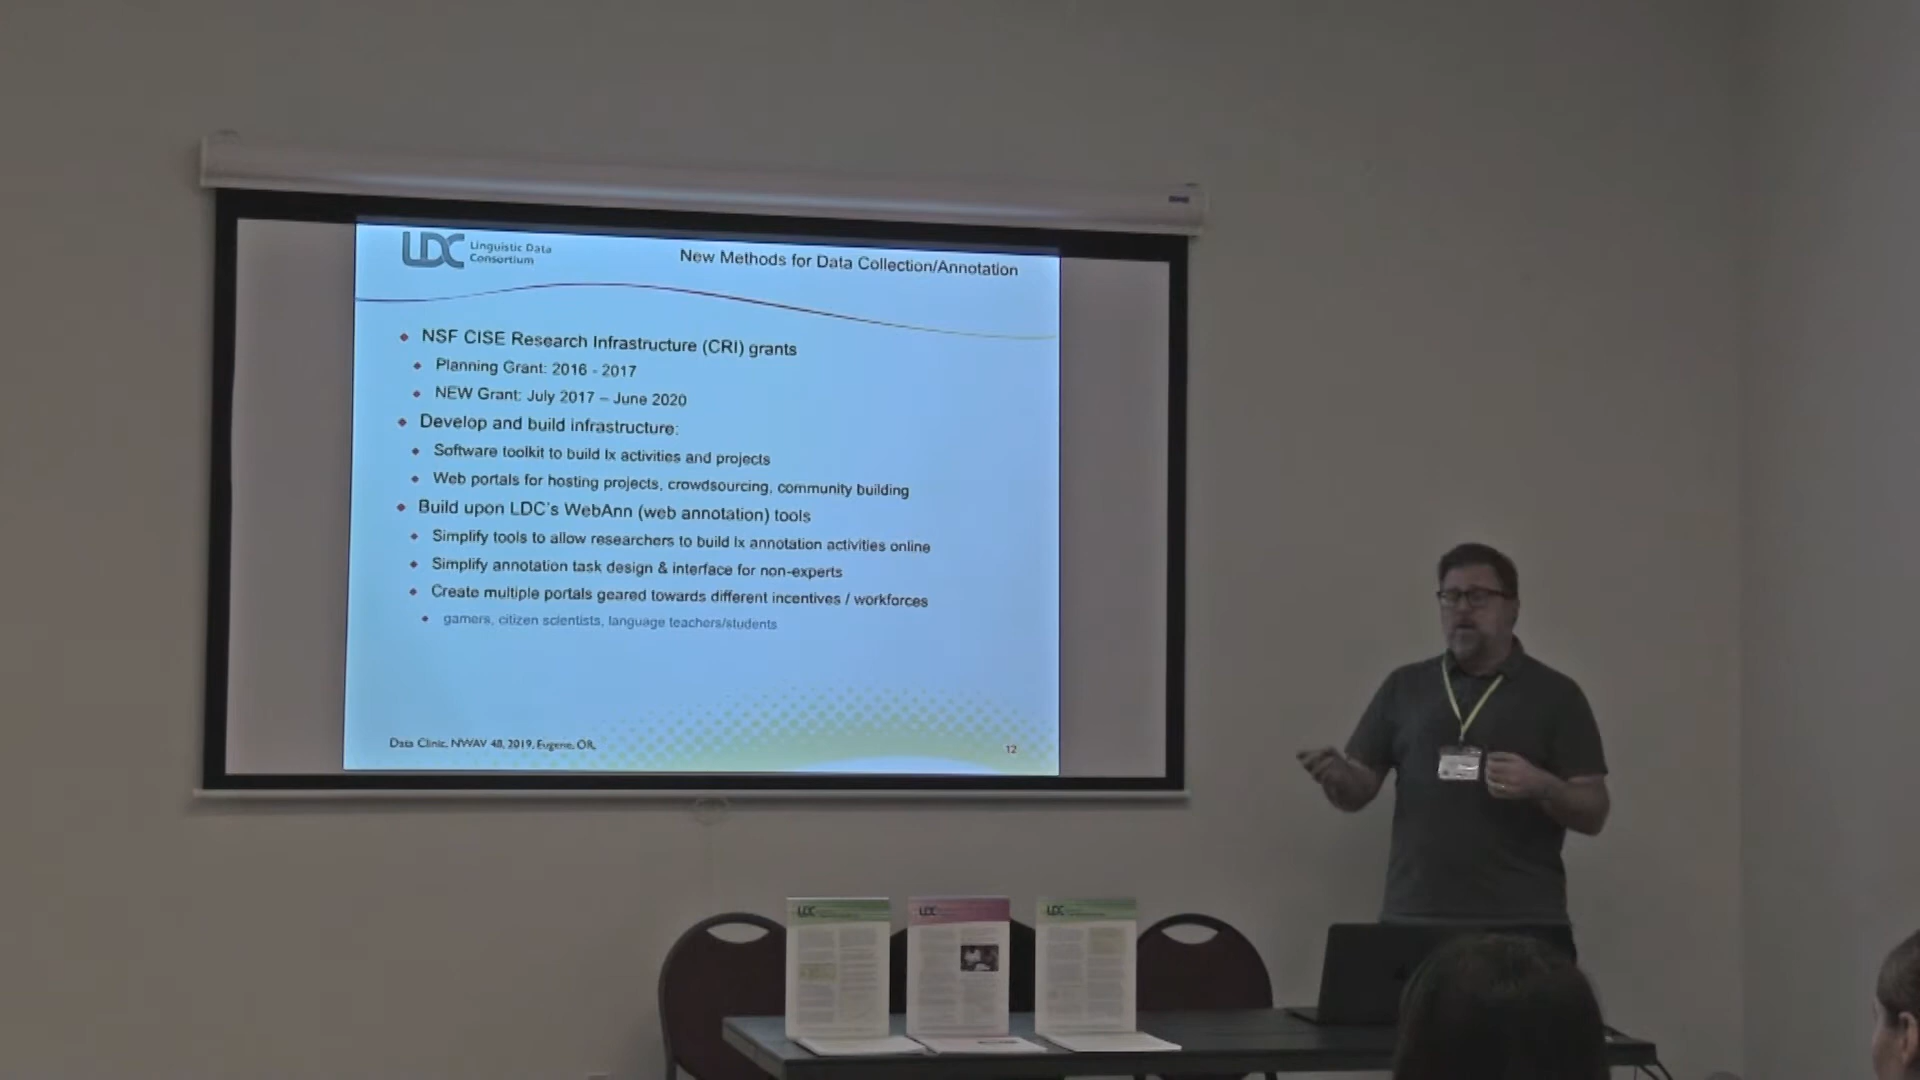 LDC
Linguistic Data
Consortium
New Methods for Data Collection/Annotation
NSF CISE Research Infrastructure (CRI) grants
Planning Grant: 2016 - 2017
NEW Grant: July 2017 – June 2020
Develop and build infrastructure:
Software toolkit to build lx activities and projects
Web portals for hosting projects, crowdsourcing, community building
Build upon LDC's WebAnn (web annotation) tools
Simplify tools to allow researchers to build lx annotation activities online
Simplify annotation task design & interface for non-experts
Create multiple portals geared towards different incentives / workforces
gamers, citizen scientists, language teachers/students
Data Clinic, NWAV 48, 2019, Eugene, OR,
12
LDC
LDC
LDC